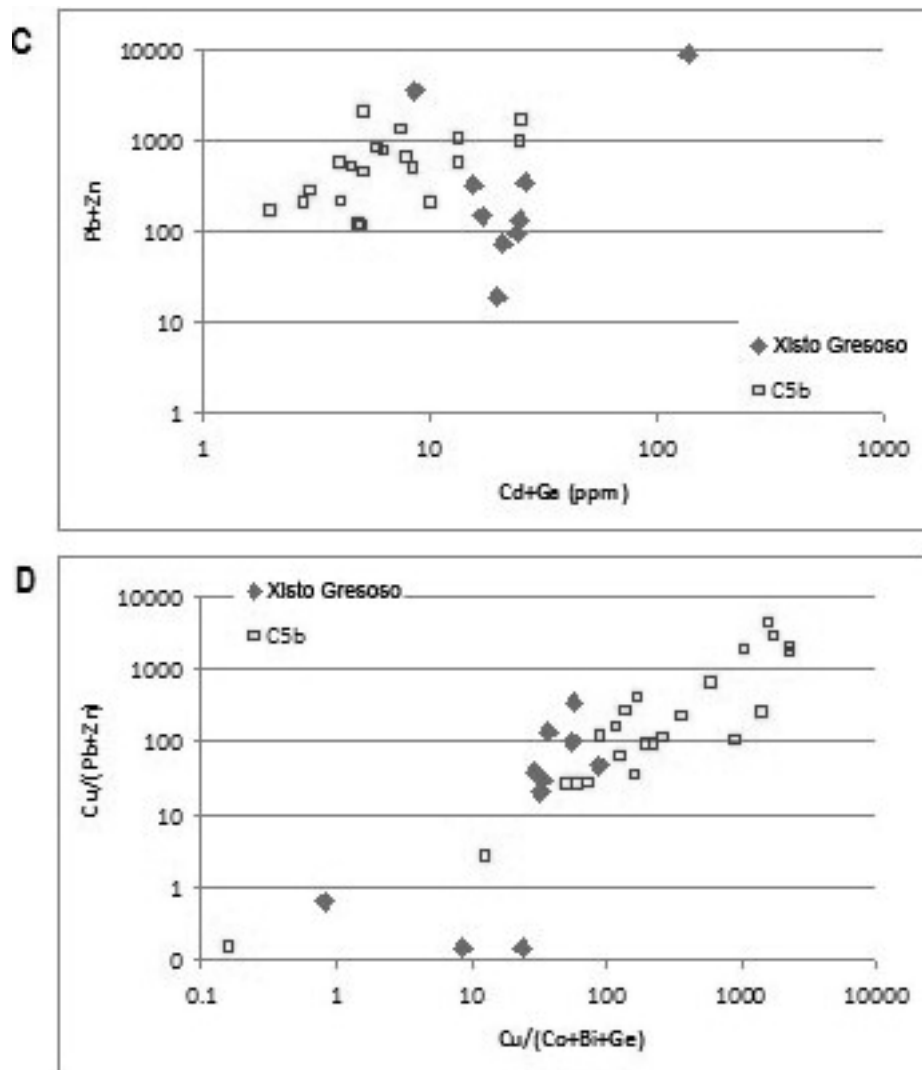 C
10000
1000
100
10
1
Pb+Zn
1 10 100 1000
Cd+Ga (ppm)
Xisto Gresoso
C5b
D
10000
1000
100
10
1
0
Cu/(Pb+Zn)
0.1 1 10 100 1000 10000
Cu/(Co+Bi+Ge)
Xisto Gresoso
C5b